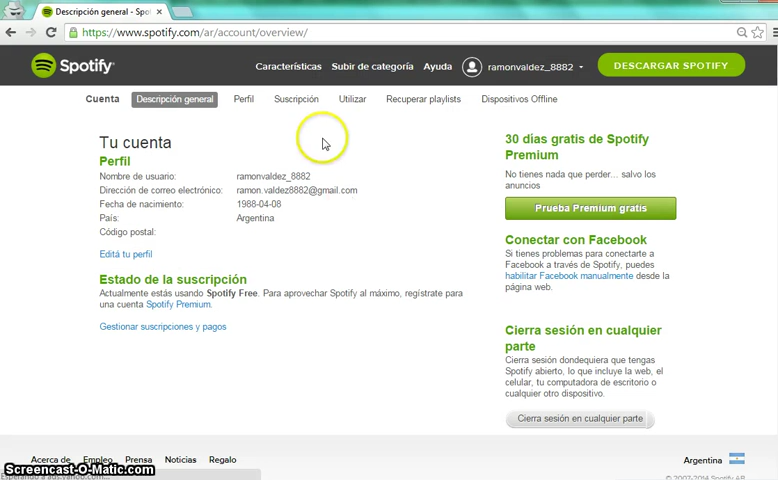 Descripción general - Spo
https://www.spotify.com/ar/account/overview/
Spotify
Características Subir de categoría Ayuda ramonvaldez_8882 DESCARGAR SPOTIFY
Cuenta Descripción general Perfil Suscripción Utilizar Recuperar playlists Dispositivos Offline
Tu cuenta
Perfil
Nombre de usuario: ramonvaldez_8882
Dirección de correo electrónico: ramon.valdez8882@gmail.com
Fecha de nacimiento: 1988-04-08
País: Argentina
Código postal:
Editá tu perfil
Estado de la suscripción
Actualmente estás usando Spotify Free. Para aprovechar Spotify al máximo, regístrate para
una cuenta Spotify Premium.
Gestionar suscripciones y pagos
30 días gratis de Spotify
Premium
No tienes nada que perder... salvo los
anuncios
Prueba Premium gratis
Conectar con Facebook
Si tienes problemas para conectarte a
Facebook a través de Spotify, puedes
habilitar Facebook manualmente desde la
página web.
Cierra sesión en cualquier
parte
Cierra sesión dondequiera que tengas
Spotify abierto, lo que incluye la web, el
celular, tu computadora de escritorio o
cualquier otro dispositivo.
Cierra sesión en cualquier parte
Acerca de Empleo Prensa Noticias Regalo
Argentina
Screencast-O-Matic.com
© 2007-2014 Spotify AB